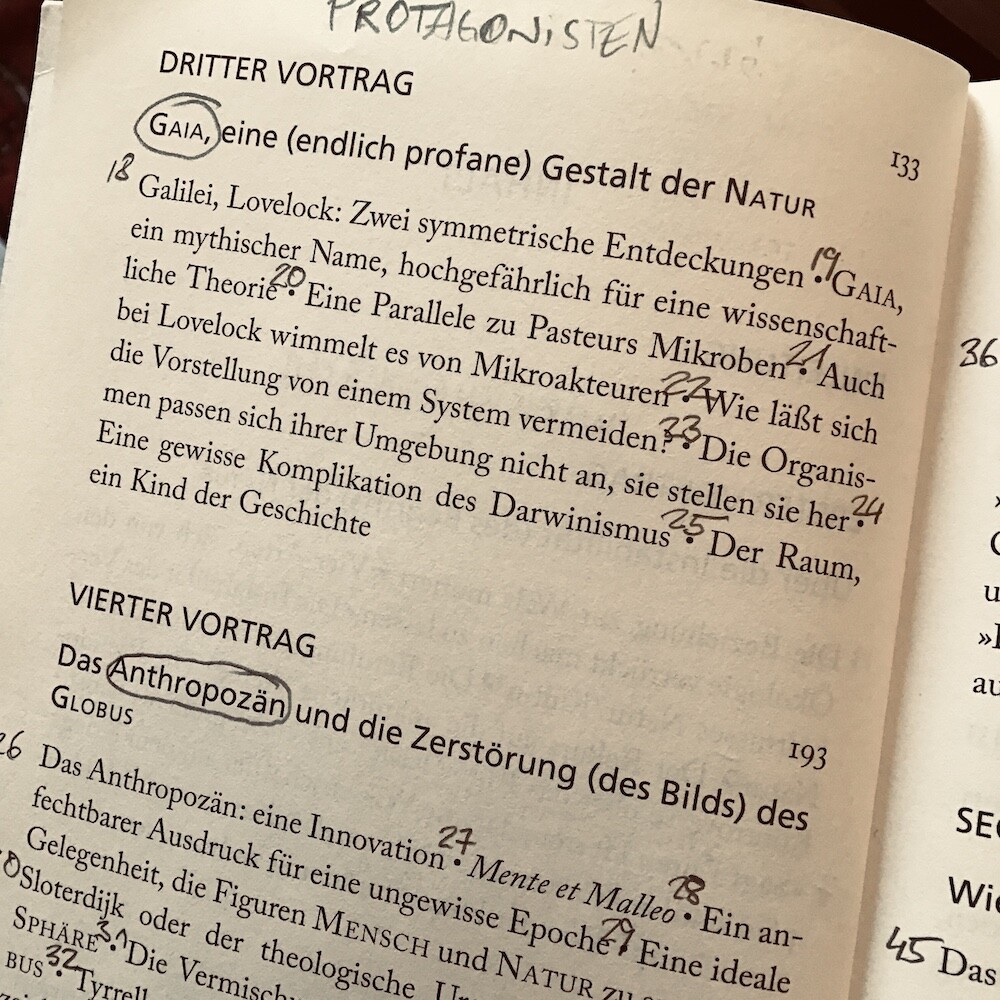 PROTAGONISTEN
DRITTER VORTRAG
GAIA, eine (endlich profane) Gestalt der NATUR 133
18 Galilei, Lovelock: Zwei symmetrische Entdeckungen 19 • GAIA,
ein mythischer Name, hochgefährlich für eine wissenschaft-
liche Theorie 20 • Eine Parallele zu Pasteurs Mikroben 21 • Auch
bei Lovelock wimmelt es von Mikroakteuren 22 • Wie läßt sich
die Vorstellung von einem System vermeiden? 23 • Die Organis-
men passen sich ihrer Umgebung nicht an, sie stellen sie her 24 •
Eine gewisse Komplikation des Darwinismus 25 • Der Raum,
ein Kind der Geschichte
VIERTER VORTRAG
Das Anthropozän und die Zerstörung (des Bilds) des
GLOBUS 193
26 Das Anthropozän: eine Innovation 27 • Mente et Malleo 28 • Ein an-
fechtbarer Ausdruck für eine ungewisse Epoche 29 • Eine ideale
Gelegenheit, die Figuren MENSCH und NATUR zu
Sloterdijk oder der theologische
SPHÄRE 31 • Die
BUS 32 •
36
SE
Wie
45 Das